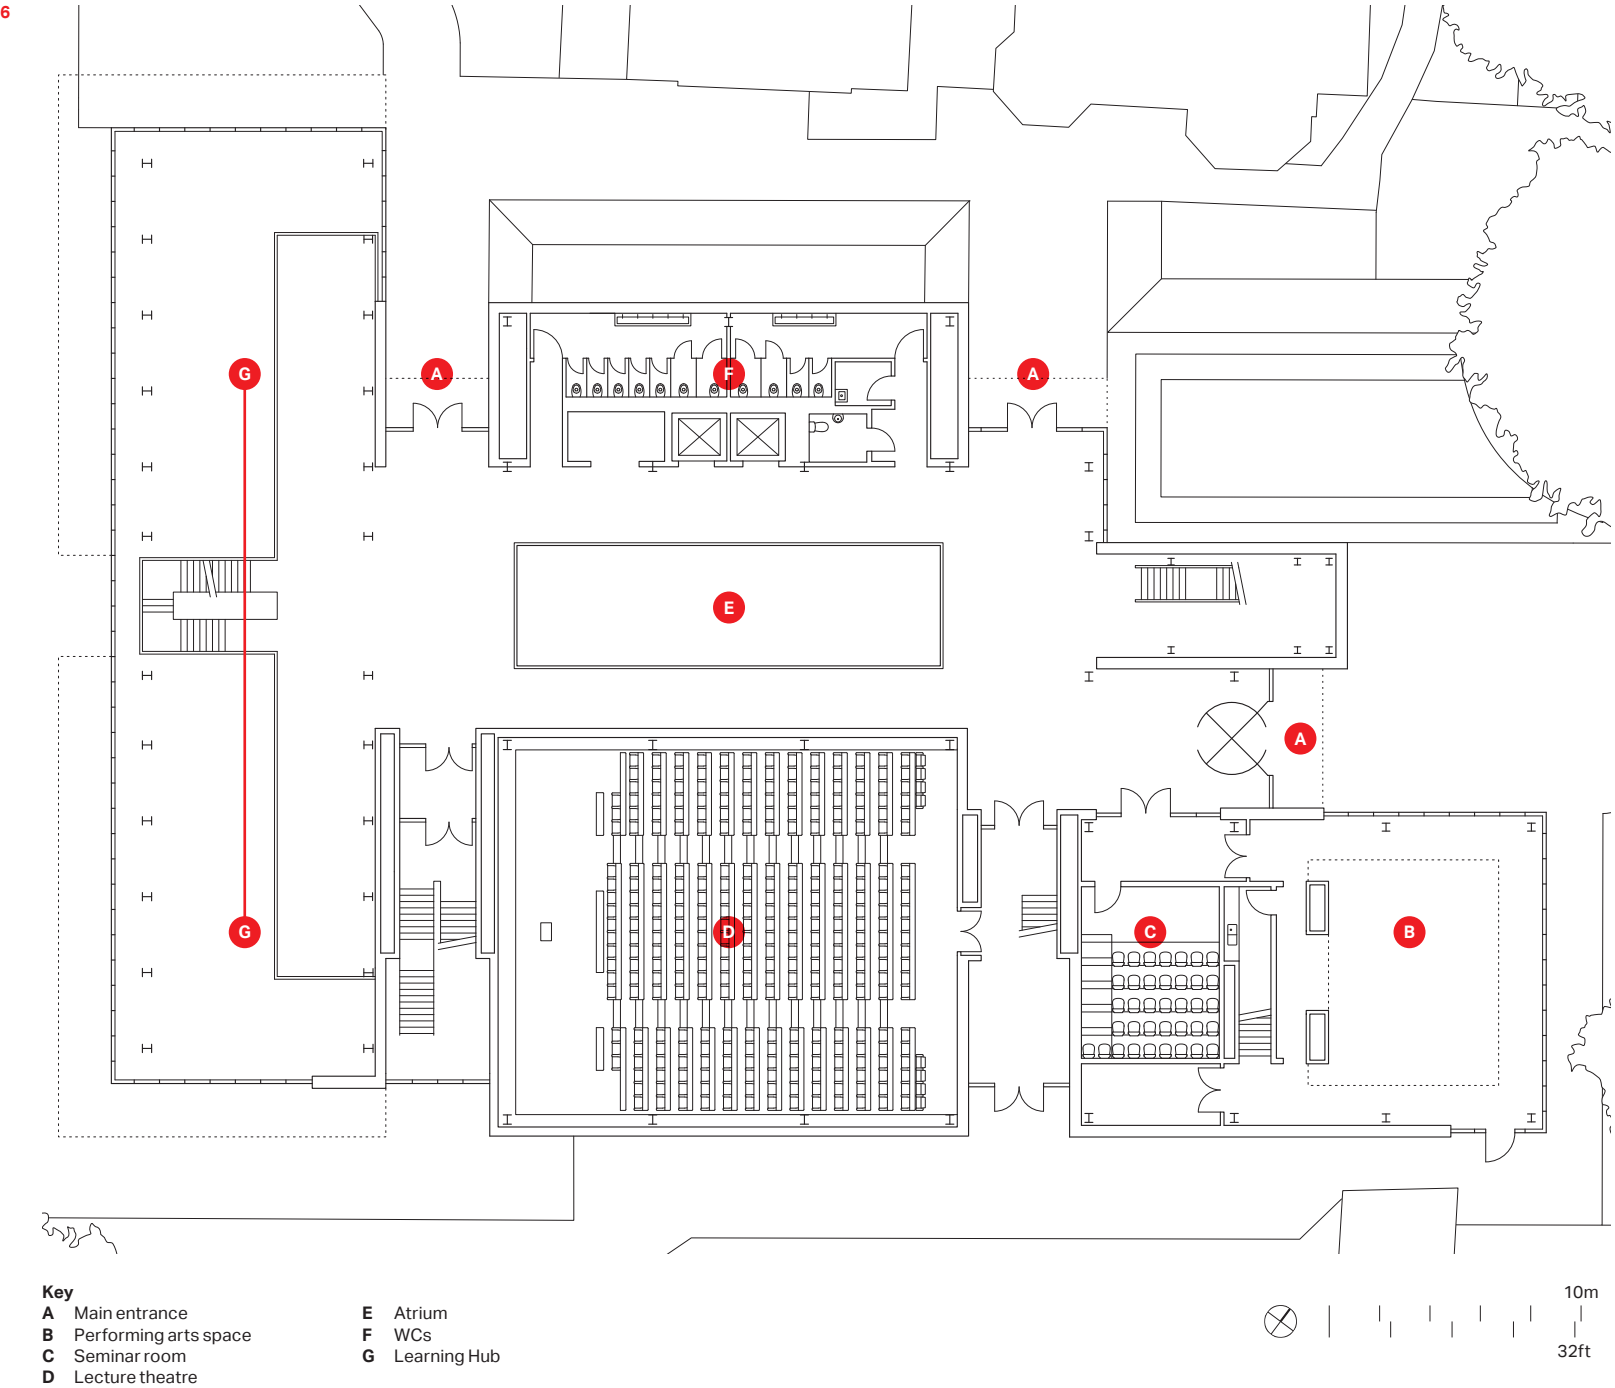 6
G
A
F
A
E
A
G
D
C
B
Key
A Main entrance
B Performing arts space
C Seminar room
D Lecture theatre
E Atrium
F WCs
G Learning Hub
10m
32ft